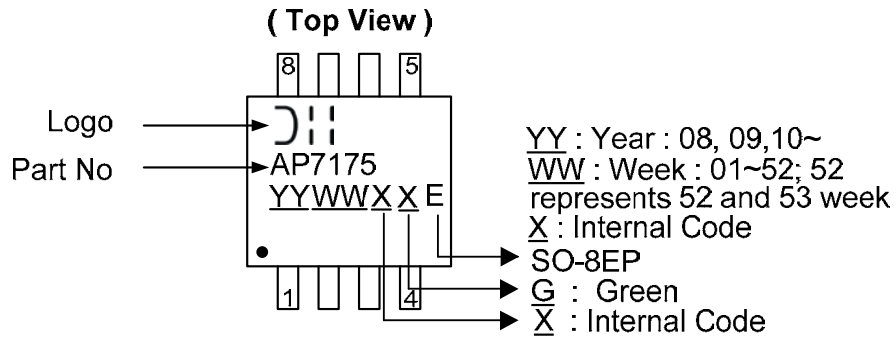 ( Top View )
8 5
Logo
Part No
AP7175
YYWWX X E
1 4
YY : Year : 08, 09,10~
WW : Week : 01~52; 52
represents 52 and 53 week
X : Internal Code
SO-8EP
G : Green
X : Internal Code